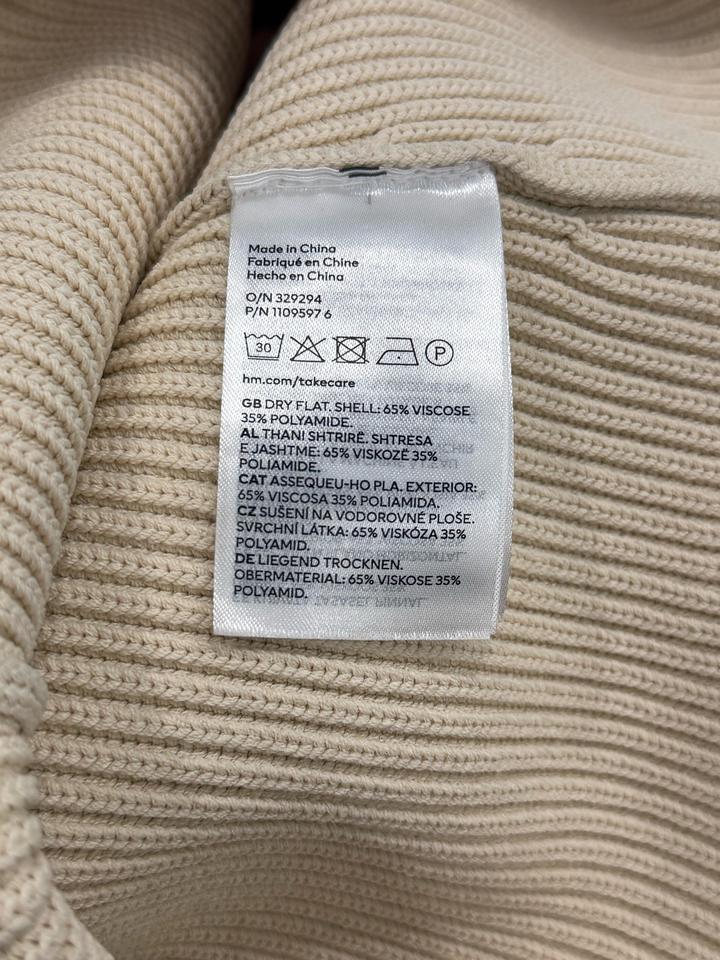 Made in China
Fabriqué en Chine
Hecho en China
O/N 329294
P/N 1109597 6
30 P
hm.com/takecare
GB DRY FLAT. SHELL: 65% VISCOSE
35% POLYAMIDE.
AL THANI SHTRIRË. SHTRESA
E JASHTME: 65% VISKOZË 35%
POLIAMIDE.
CAT ASSEQUEU-HO PLA. EXTERIOR:
65% VISCOSA 35% POLIAMIDA.
CZ SUŠENÍ NA VODOROVNÉ PLOŠE.
SVRCHNÍ LÁTKA: 65% VISKÓZA 35%
POLYAMID.
DE LIEGEND TROCKNEN.
OBERMATERIAL: 65% VISKOSE 35%
POLYAMID.